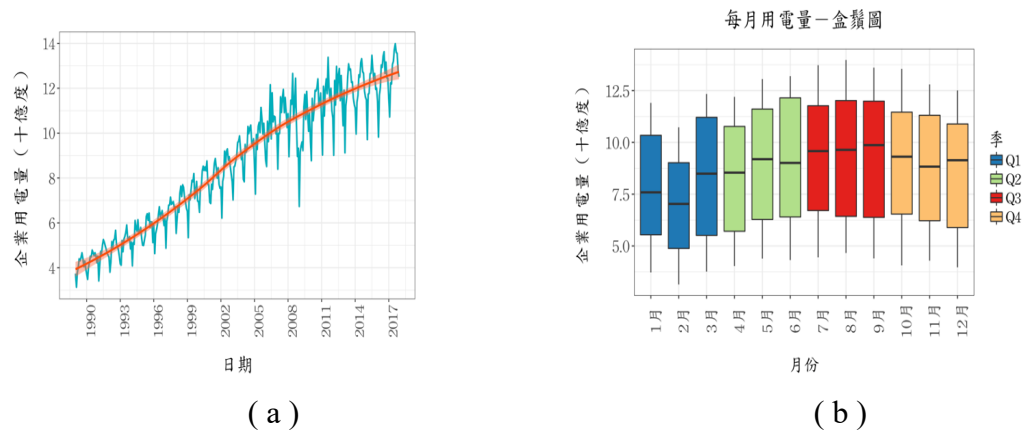 企業用電量（十億度）
14
12
10
8
6
4
1990
1993
1996
1999
2002
2005
2008
2011
2014
2017
日期
( a )
每月用電量－盒鬚圖
企業用電量（十億度）
12.5
10.0
7.5
5.0
1月
2月
3月
4月
5月
6月
7月
8月
9月
10月
11月
12月
月份
季
Q1
Q2
Q3
Q4
( b )